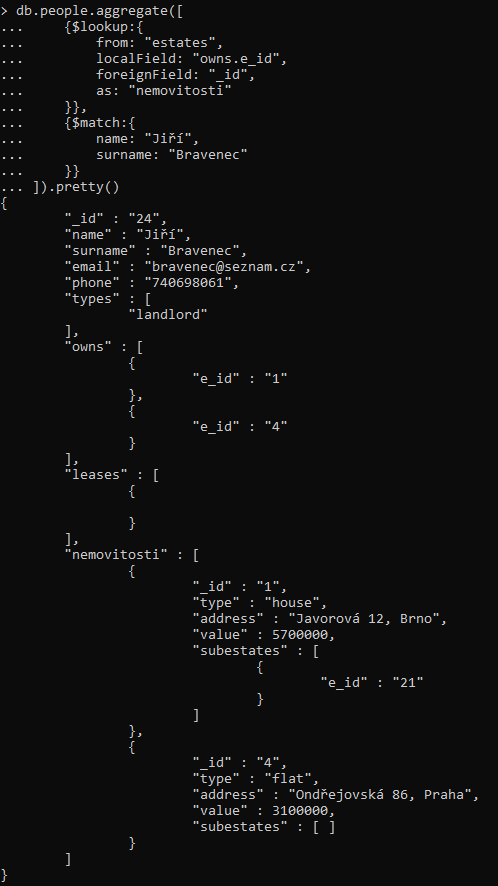 > db.people.aggregate([
...     {$lookup:{
...         from: "estates",
...         localField: "owns.e_id",
...         foreignField: "_id",
...         as: "nemovitosti"
...     }},
...     {$match:{
...         name: "Jiří",
...         surname: "Bravenec"
...     }}
... ]).pretty()
{
        "_id" : "24",
        "name" : "Jiří",
        "surname" : "Bravenec",
        "email" : "bravenec@seznam.cz",
        "phone" : "740698061",
        "types" : [
                "landlord"
        ],
        "owns" : [
                {
                        "e_id" : "1"
                },
                {
                        "e_id" : "4"
                }
        ],
        "leases" : [
                {

                }
        ],
        "nemovitosti" : [
                {
                        "_id" : "1",
                        "type" : "house",
                        "address" : "Javorová 12, Brno",
                        "value" : 5700000,
                        "subestates" : [
                                {
                                        "e_id" : "21"
                                }
                        ]
                },
                {
                        "_id" : "4",
                        "type" : "flat",
                        "address" : "Ondřejovská 86, Praha",
                        "value" : 3100000,
                        "subestates" : [ ]
                }
        ]
}